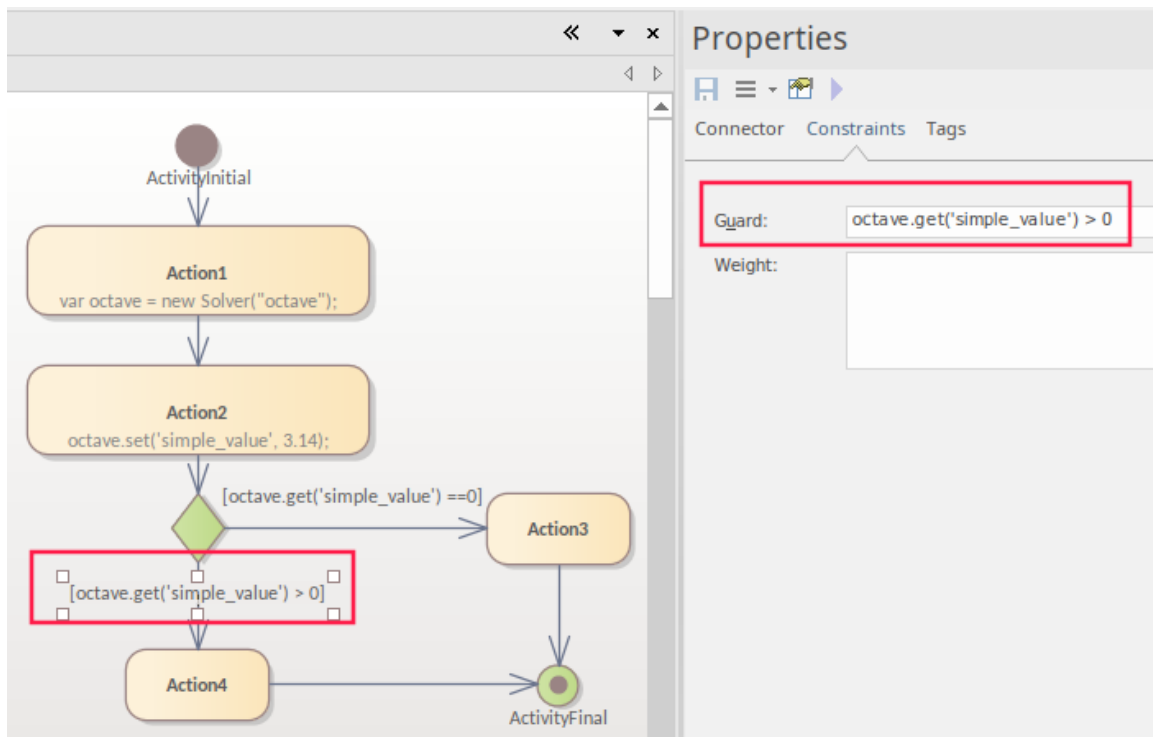 Properties
Connector Constraints Tags
Guard: octave.get('simple_value') > 0
Weight:
ActivityInitial
Action1
var octave = new Solver("octave");
Action2
octave.set('simple_value', 3.14);
[octave.get('simple_value') ==0]
Action3
[octave.get('simple_value') > 0]
Action4
ActivityFinal